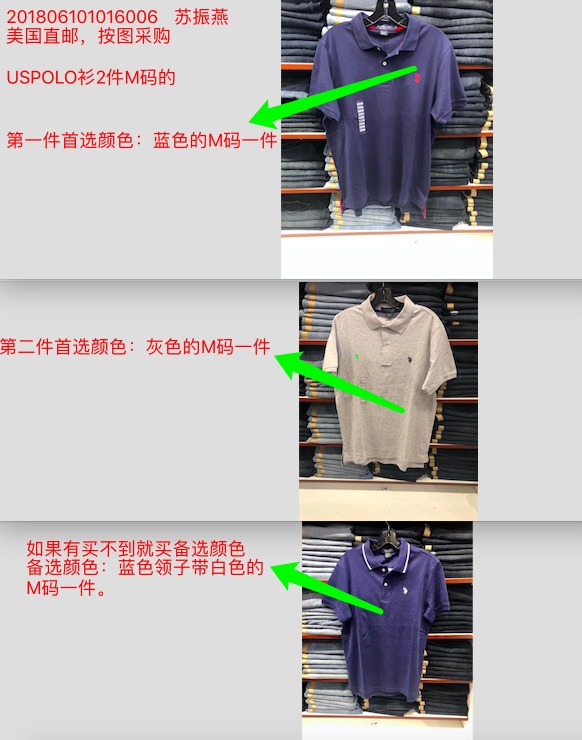 201806101016006 苏振燕
美国直邮，按图采购
USPOLO衫2件M码的
第一件首选颜色：蓝色的M码一件
第二件首选颜色：灰色的M码一件
如果有买不到就买备选颜色
备选颜色：蓝色领子带白色的
M码一件。